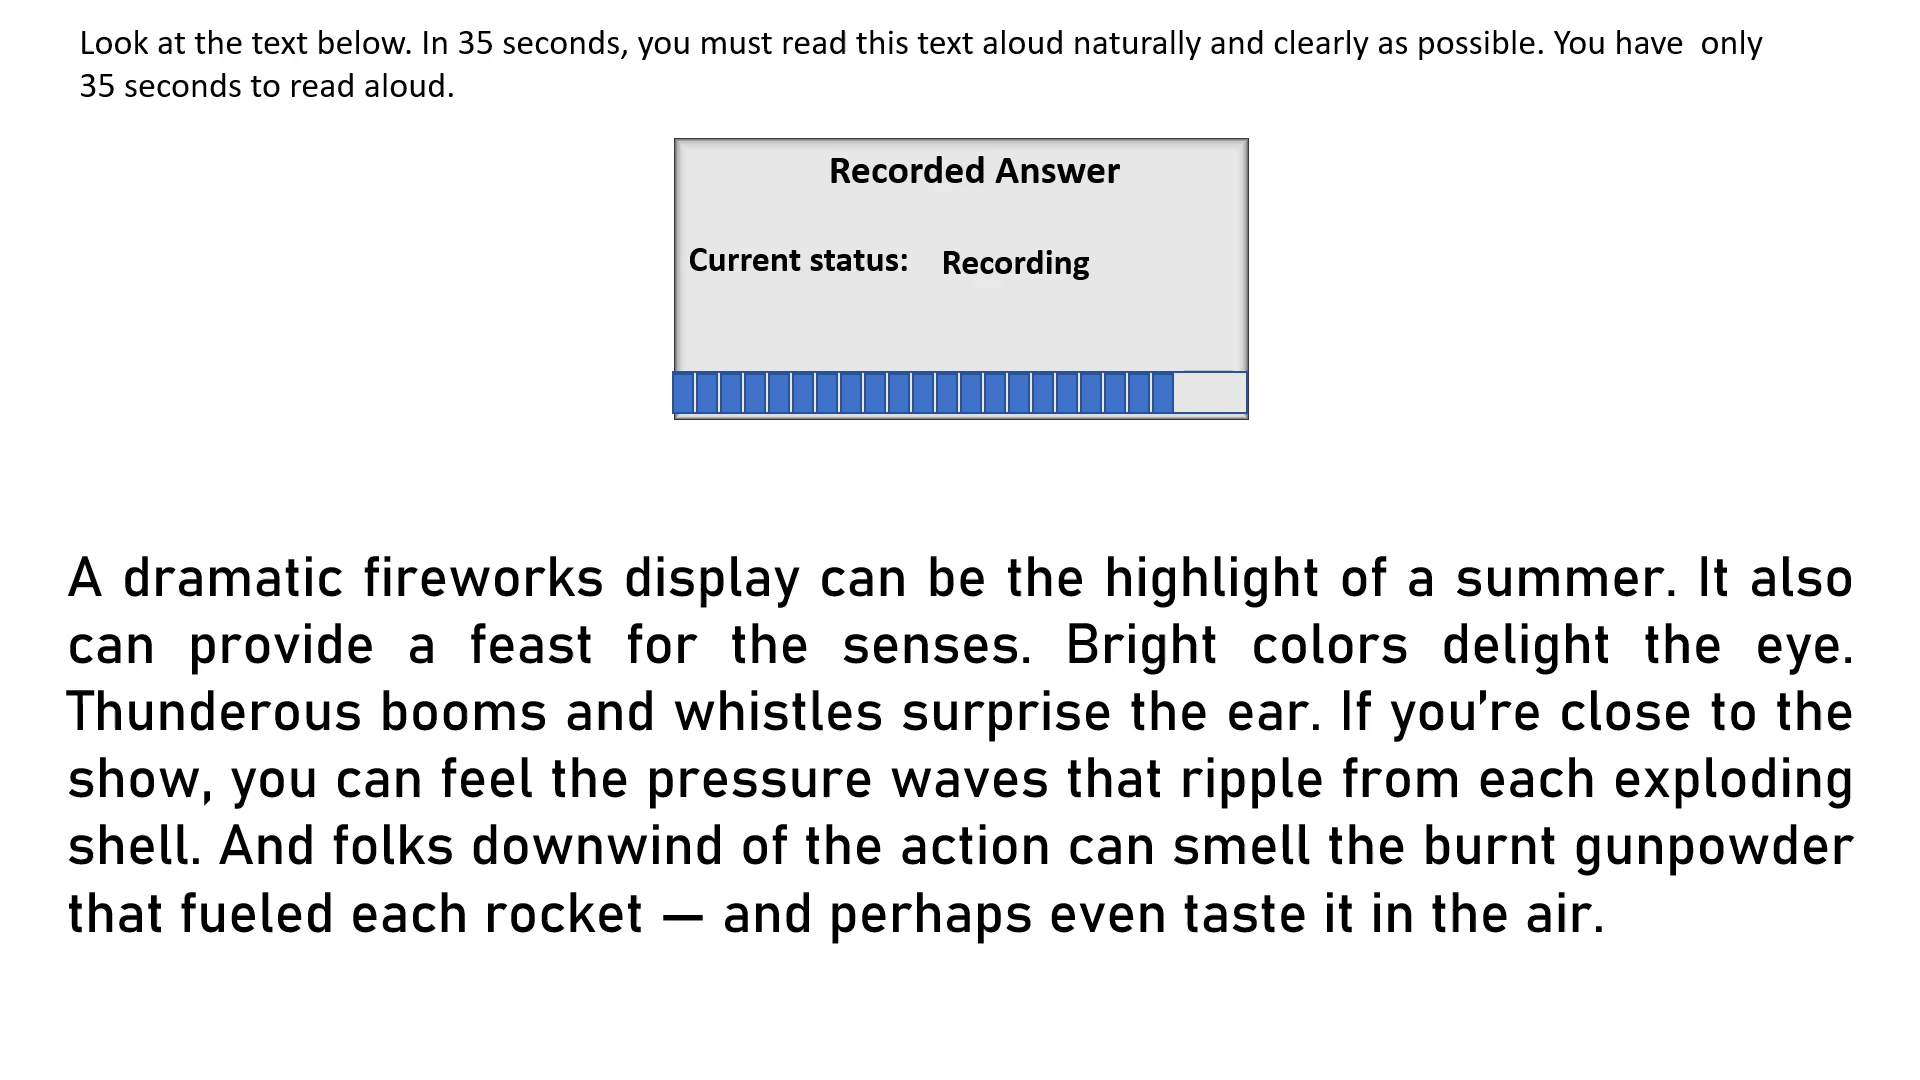 Look at the text below. In 35 seconds, you must read this text aloud naturally and clearly as possible. You have  only
35 seconds to read aloud.
Recorded Answer
Current status: Recording
A dramatic fireworks display can be the highlight of a summer. It also
can provide a feast for the senses. Bright colors delight the eye.
Thunderous booms and whistles surprise the ear. If you’re close to the
show, you can feel the pressure waves that ripple from each exploding
shell. And folks downwind of the action can smell the burnt gunpowder
that fueled each rocket — and perhaps even taste it in the air.